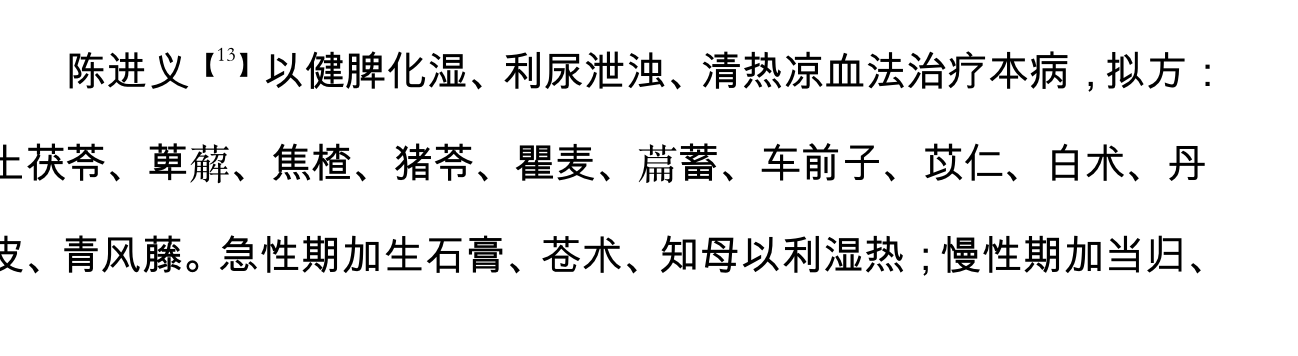 陈进义【13】以健脾化湿、利尿泄浊、清热凉血法治疗本病，拟方：
土茯苓、萆薢、焦楂、猪苓、瞿麦、萹蓄、车前子、苡仁、白术、丹
皮、青风藤。急性期加生石膏、苍术、知母以利湿热；慢性期加当归、